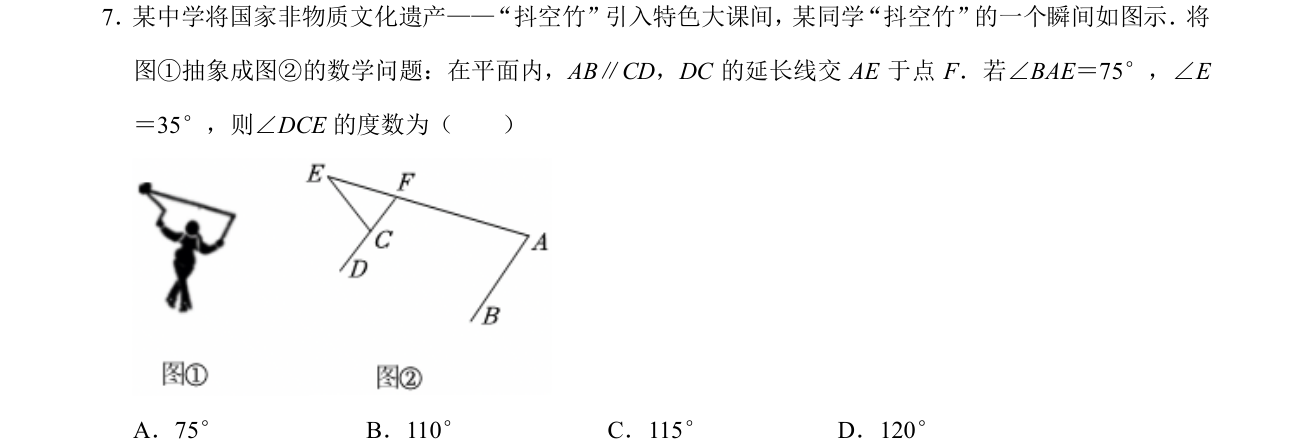 7．某中学将国家非物质文化遗产——“抖空竹”引入特色大课间，某同学“抖空竹”的一个瞬间如图示．将
图①抽象成图②的数学问题：在平面内，AB∥CD，DC 的延长线交 AE 于点 F．若∠BAE＝75°，∠E
＝35°，则∠DCE 的度数为（　　）
E
F
C
A
D
B
图①
图②
A．75°
B．110°
C．115°
D．120°